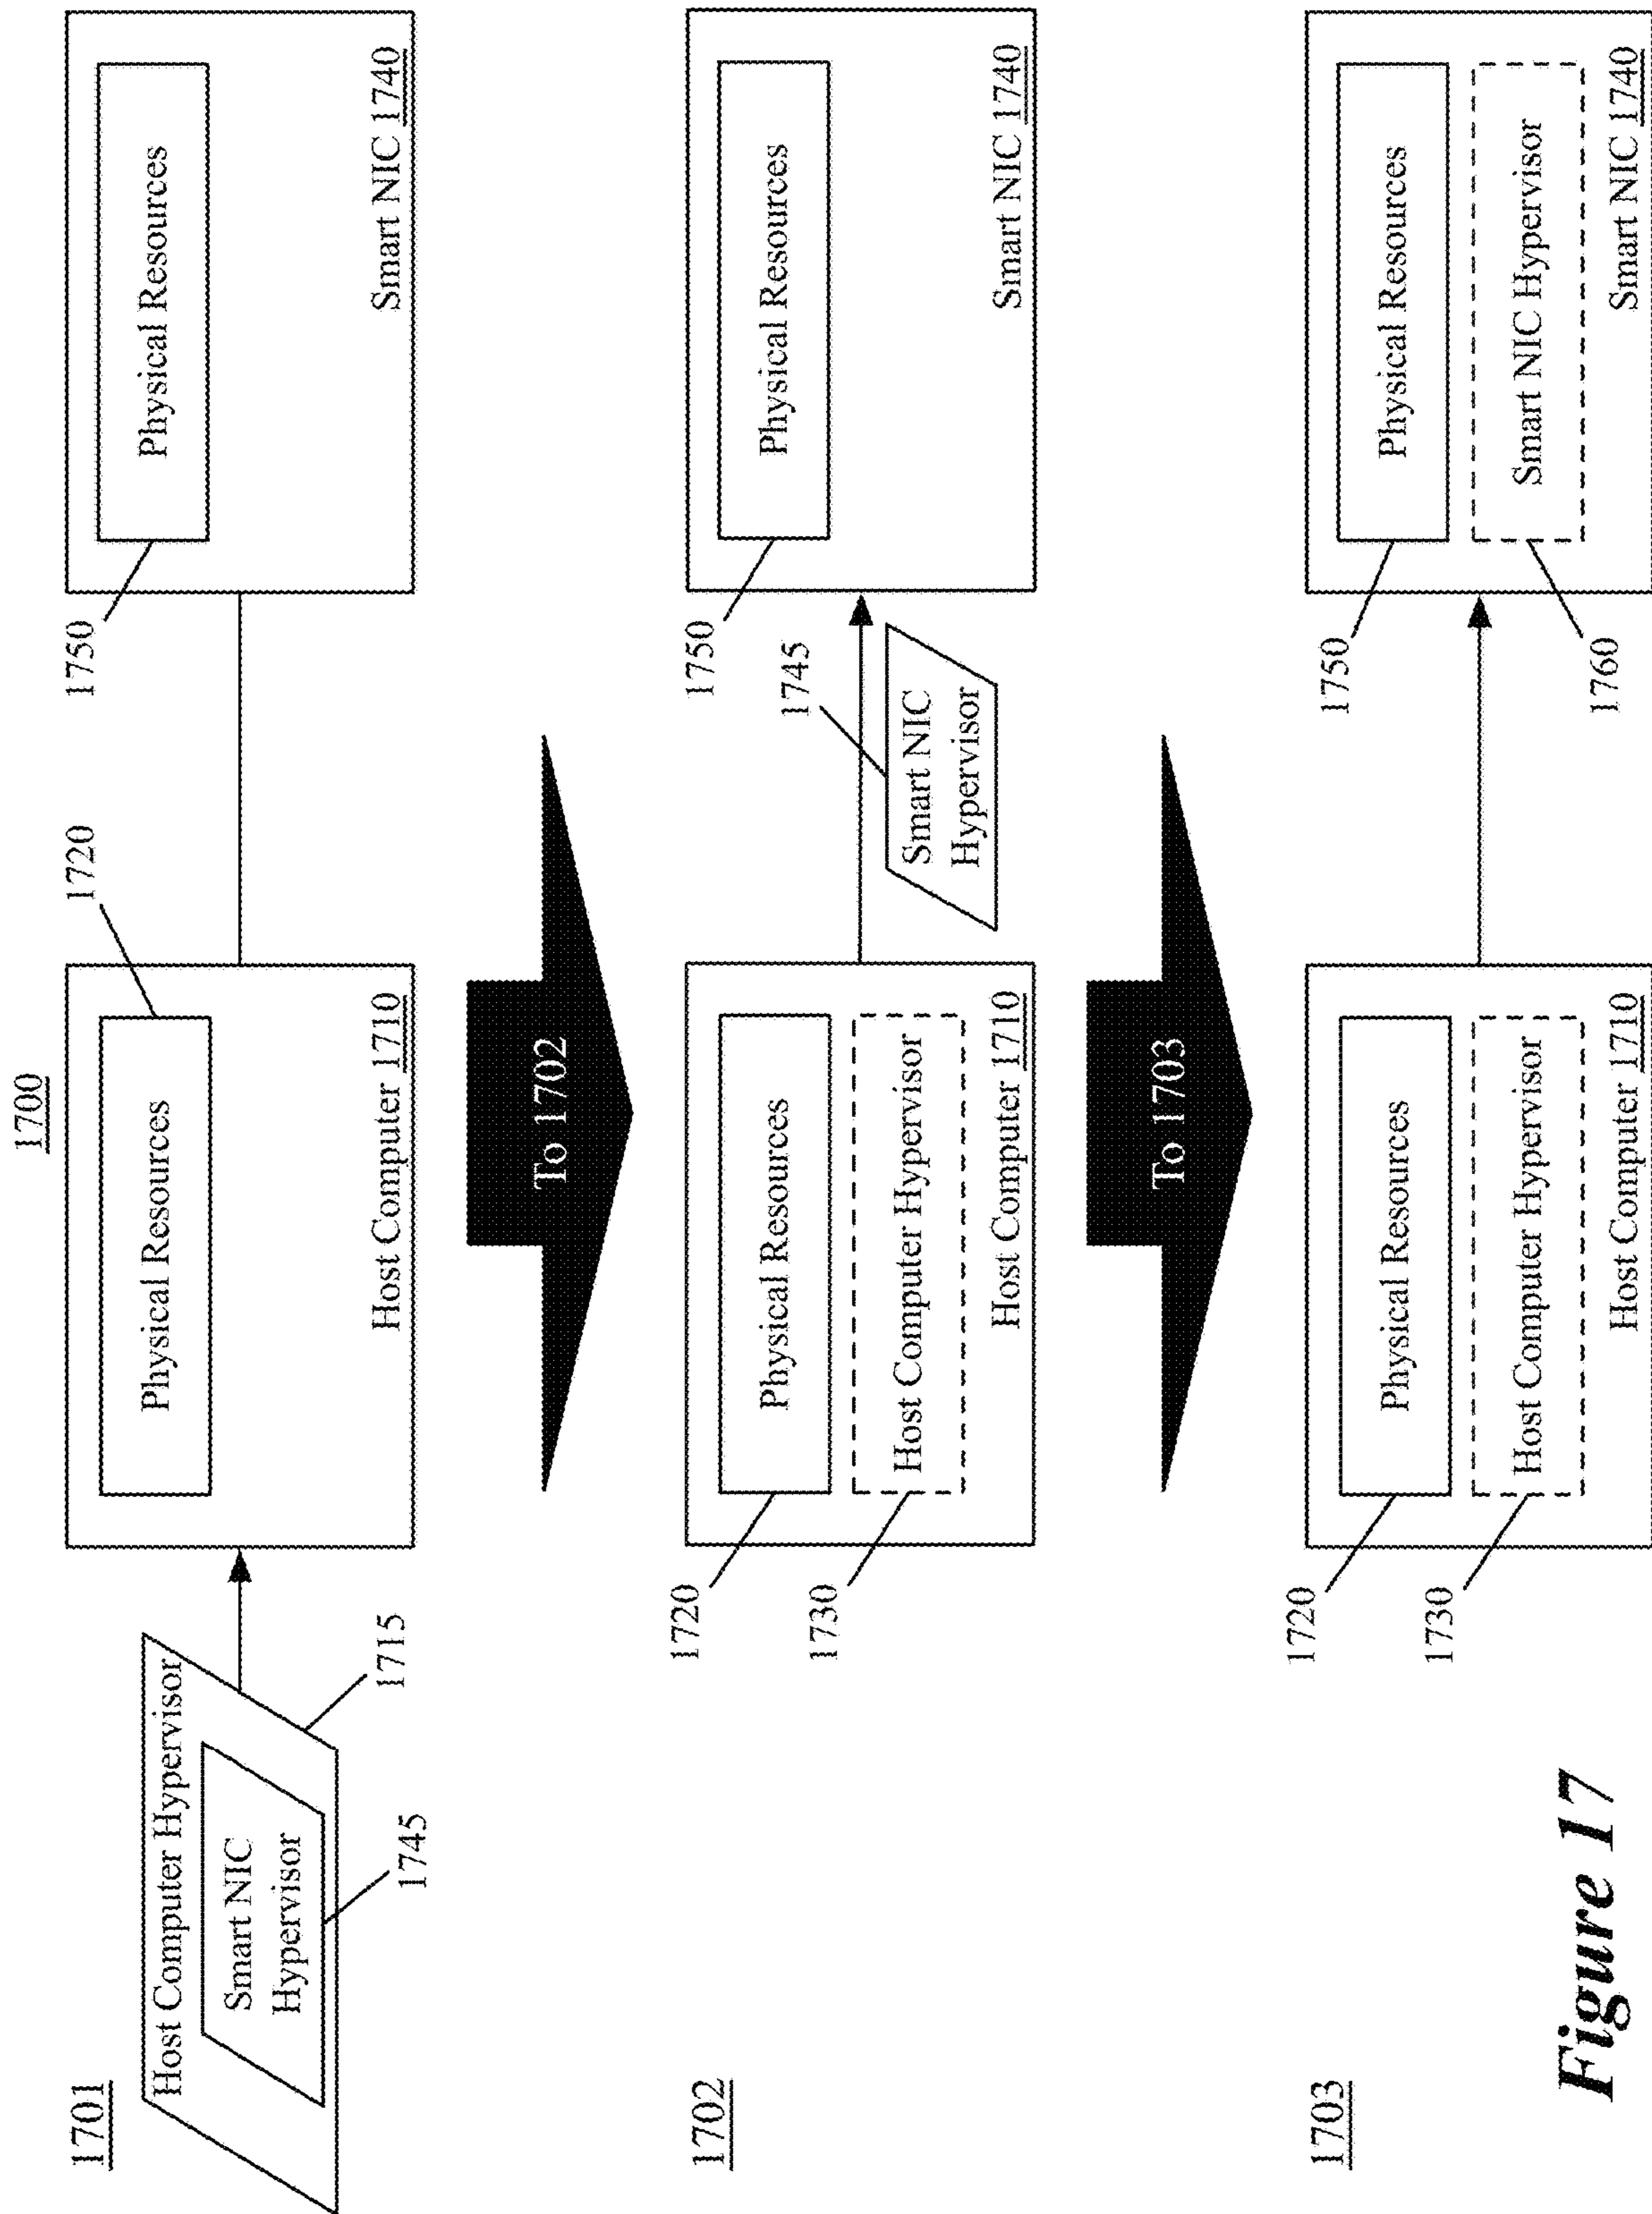 1700
1701
Host Computer Hypervisor
Smart NIC
Hypervisor
1715
1745
1720
Physical Resources
Host Computer 1710
1750
Physical Resources
Smart NIC 1740
To 1702
1702
1720
1730
Physical Resources
Host Computer Hypervisor
Host Computer 1710
1745
Smart NIC
Hypervisor
1750
Physical Resources
Smart NIC 1740
To 1703
1703
1720
1730
Physical Resources
Host Computer Hypervisor
Host Computer 1710
1750
1760
Physical Resources
Smart NIC Hypervisor
Smart NIC 1740
Figure 17